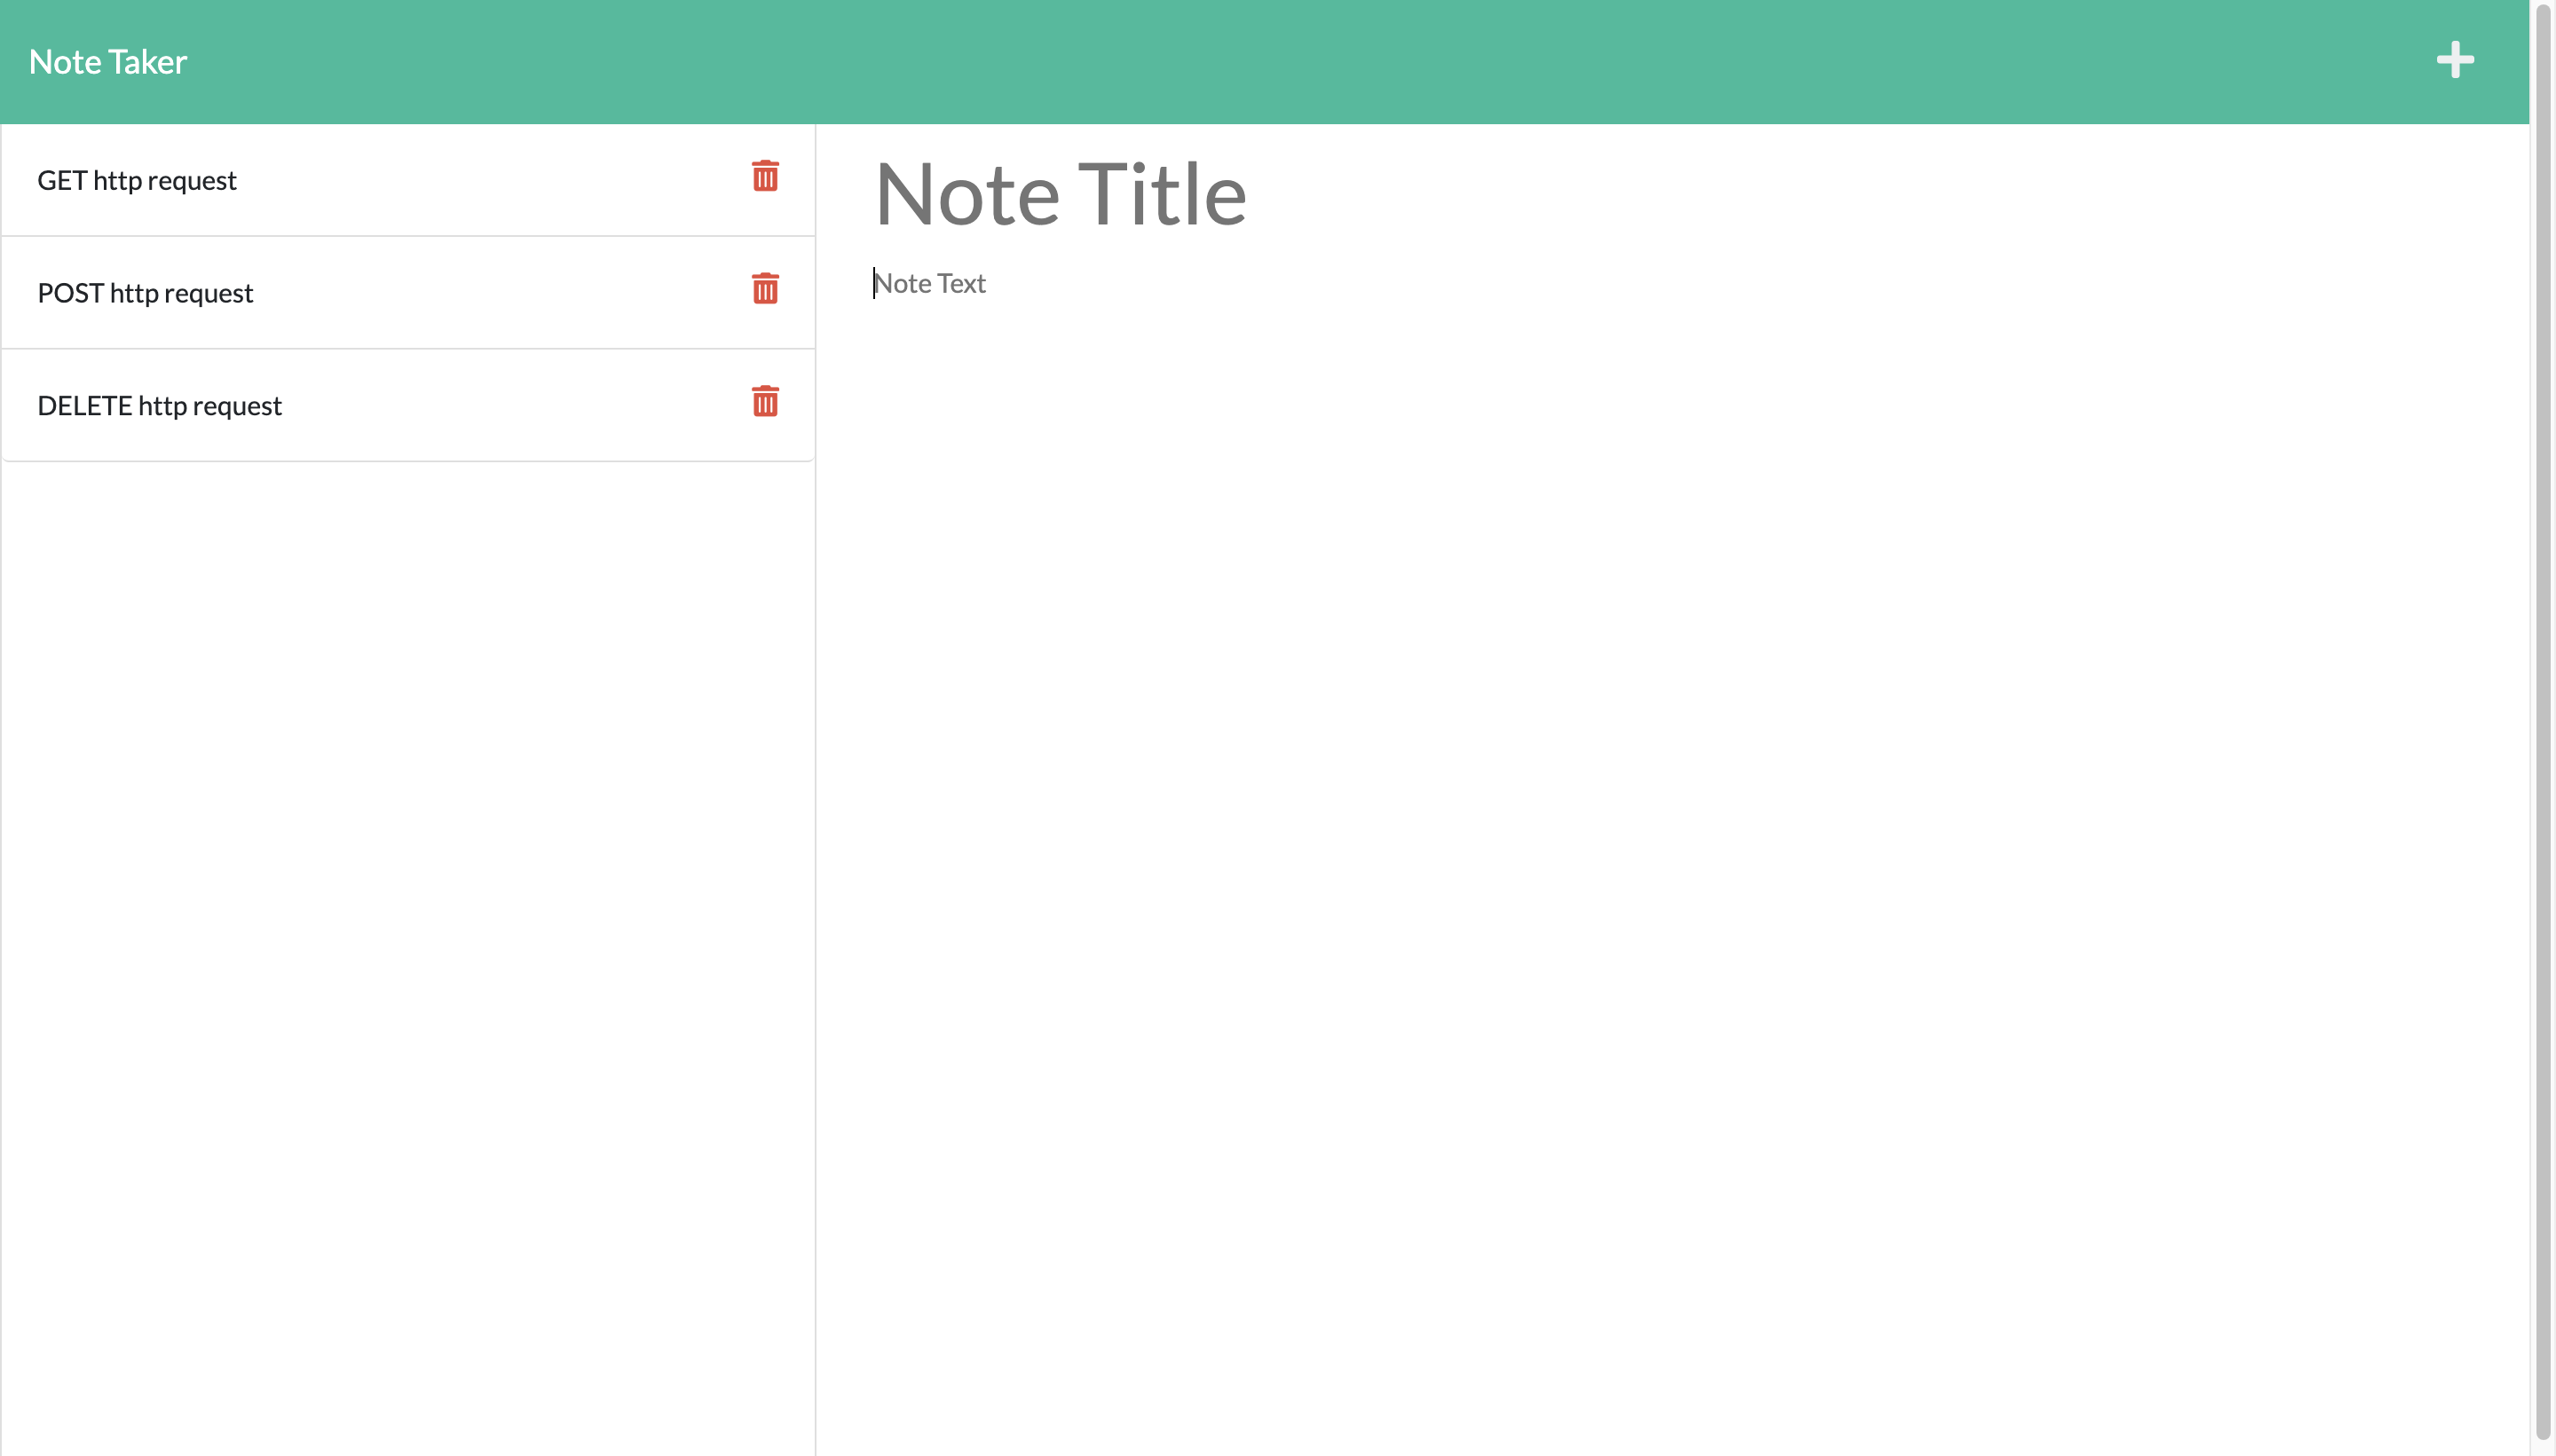 Note Taker
GET http request
POST http request
DELETE http request
Note Title
Note Text